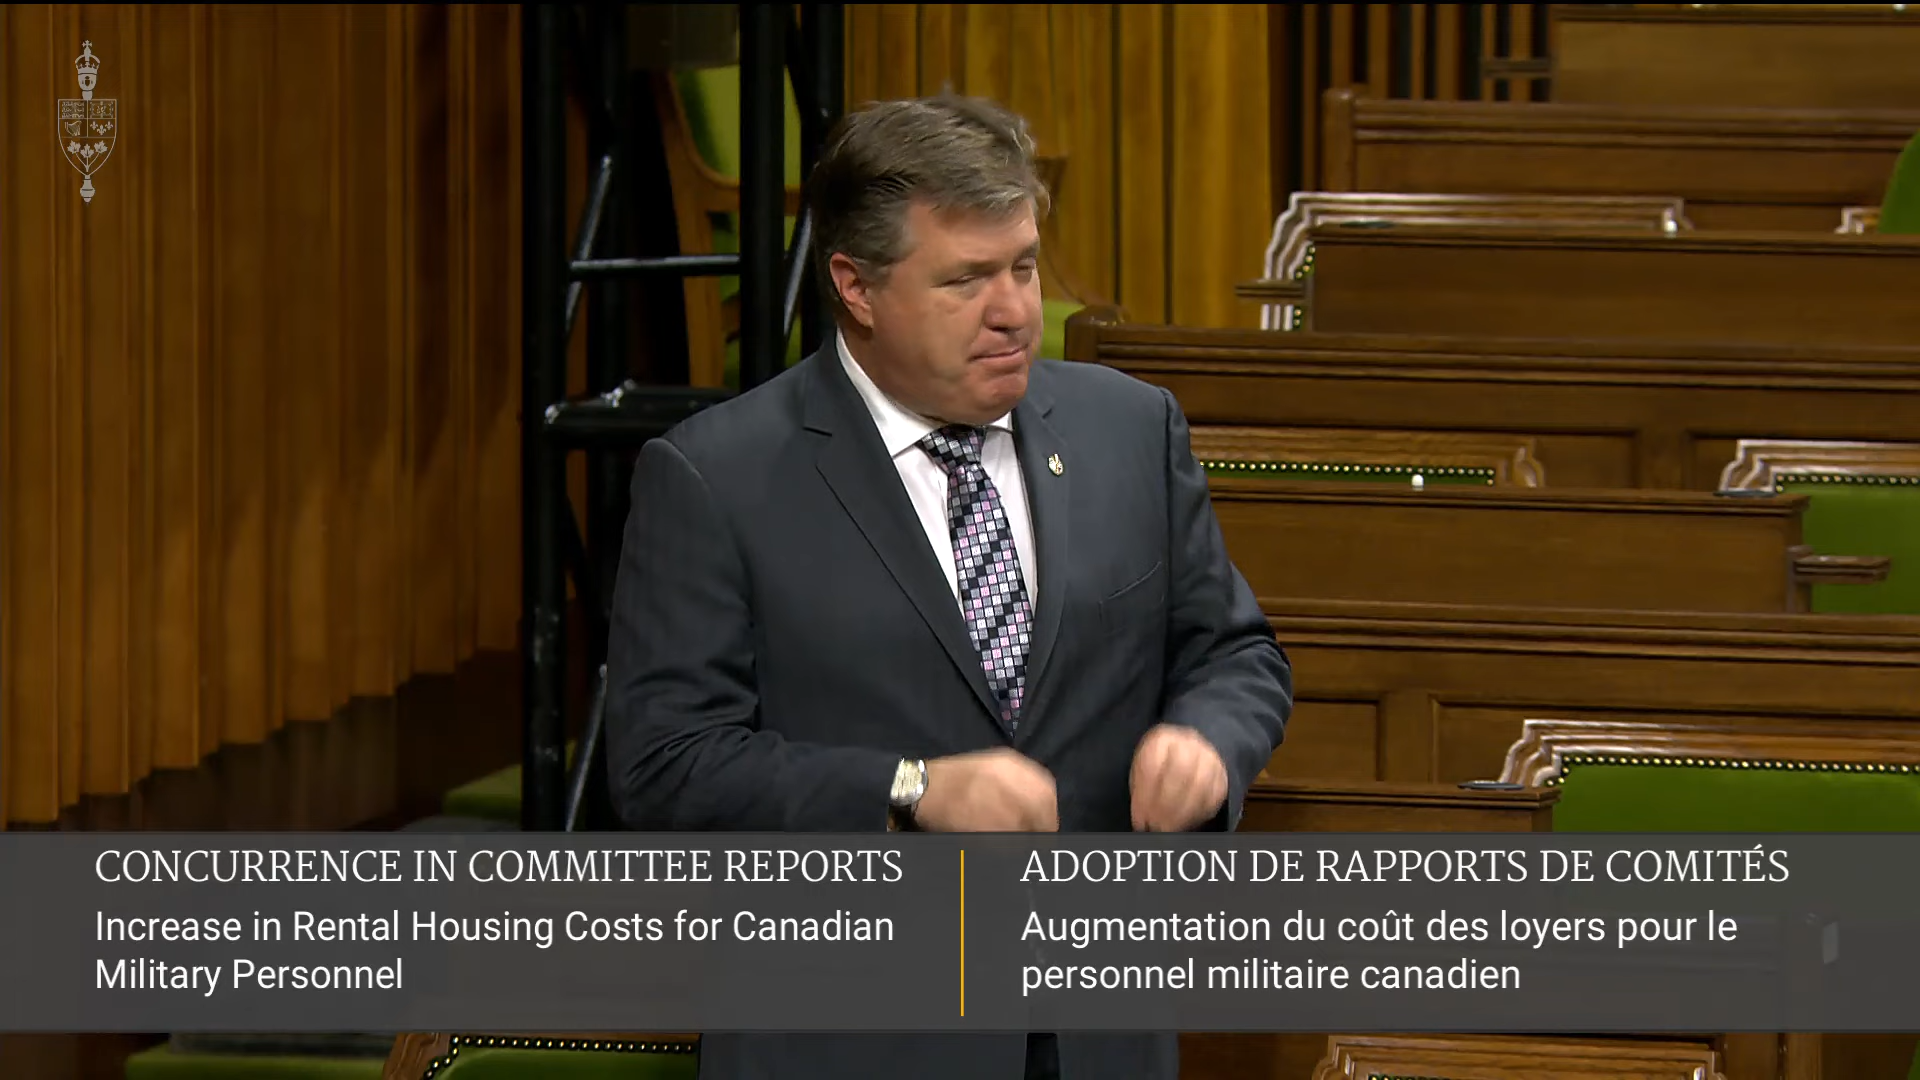 CONCURRENCE IN COMMITTEE REPORTS
Increase in Rental Housing Costs for Canadian
Military Personnel
ADOPTION DE RAPPORTS DE COMITÉS
Augmentation du coût des loyers pour le
personnel militaire canadien